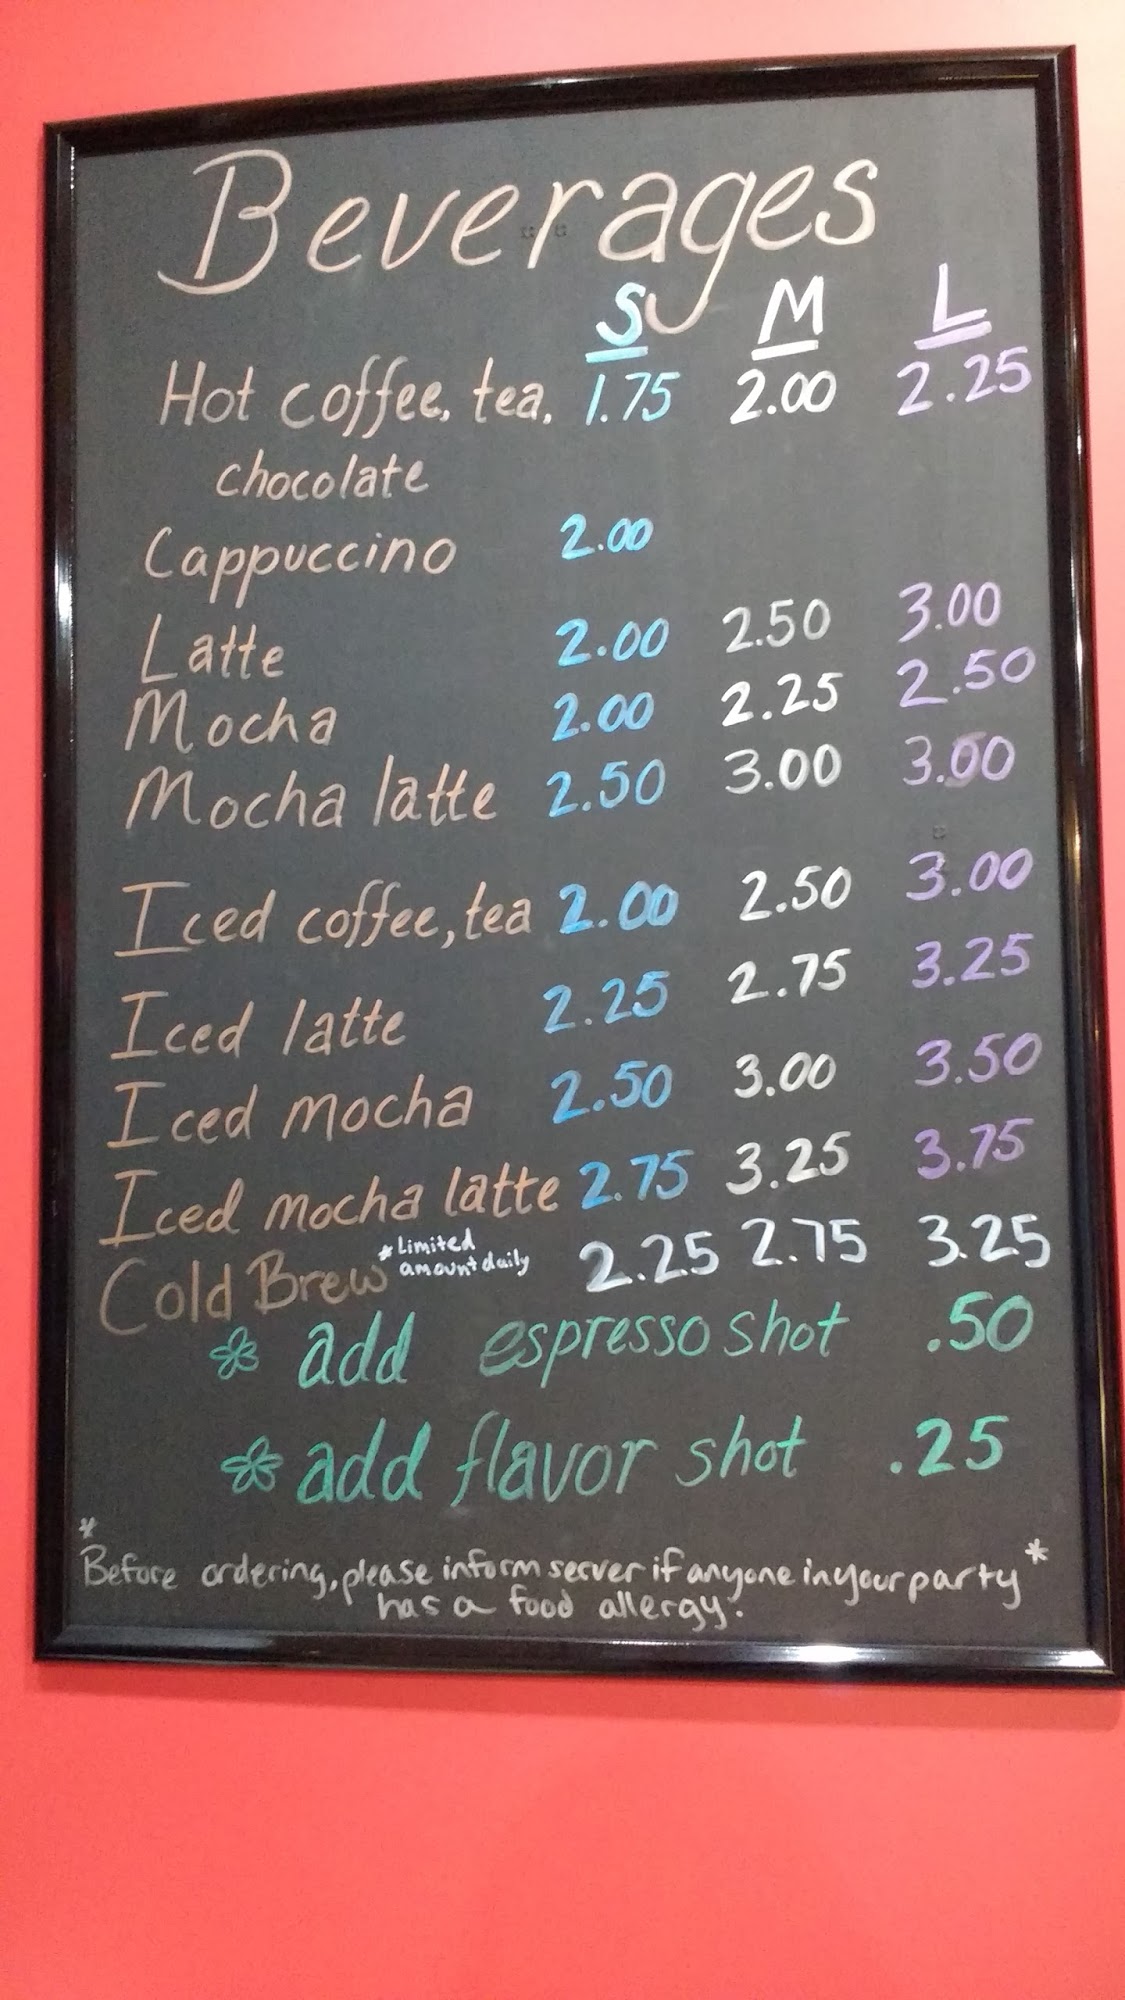 Beverages
S M L
Hot coffee, tea, 1.75 2.00 2.25
chocolate
Cappuccino 2.00
Latte 2.00 2.50 3.00
Mocha 2.00 2.25 2.50
Mocha latte 2.50 3.00 3.00
Iced coffee, tea 2.00 2.50 3.00
Iced latte 2.25 2.75 3.25
Iced mocha 2.50 3.00 3.50
Iced mocha latte 2.75 3.25 3.75
Cold Brew *Limited amount daily 2.25 2.75 3.25
add espresso shot .50
add flavor shot .25
*Before ordering, please inform server if anyone in your party*
has a food allergy.